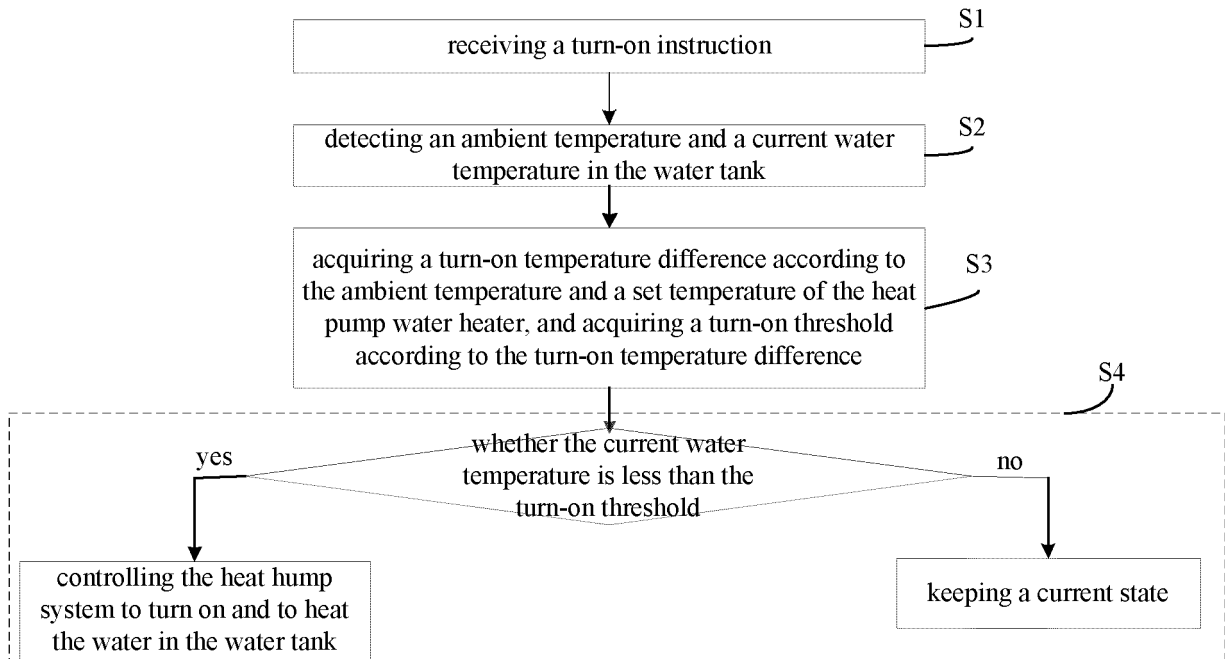 receiving a turn-on instruction
S1
detecting an ambient temperature and a current water
temperature in the water tank
S2
acquiring a turn-on temperature difference according to
the ambient temperature and a set temperature of the heat
pump water heater, and acquiring a turn-on threshold
according to the turn-on temperature difference
S3
S4
whether the current water
temperature is less than the
turn-on threshold
yes
no
controlling the heat hump
system to turn on and to heat
the water in the water tank
keeping a current state